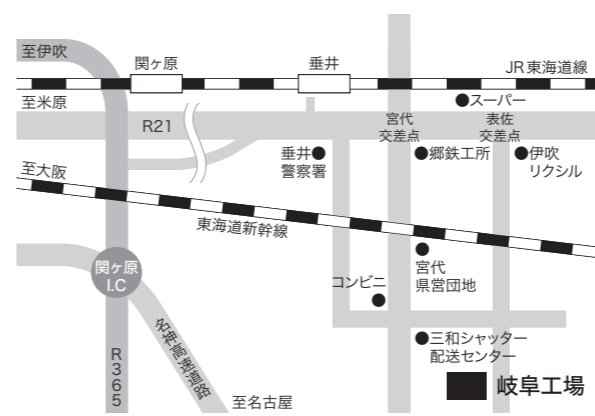 至伊吹
関ヶ原
垂井
JR東海道線
至米原
スーパー
R21
宮代
交差点
表佐
交差点
垂井
警察署
郷鉄工所
伊吹
リクシル
至大阪
東海道新幹線
関ヶ原
I.C
宮代
県営団地
コンビニ
名神高速道路
R365
三和シャッター
配送センター
岐阜工場
至名古屋